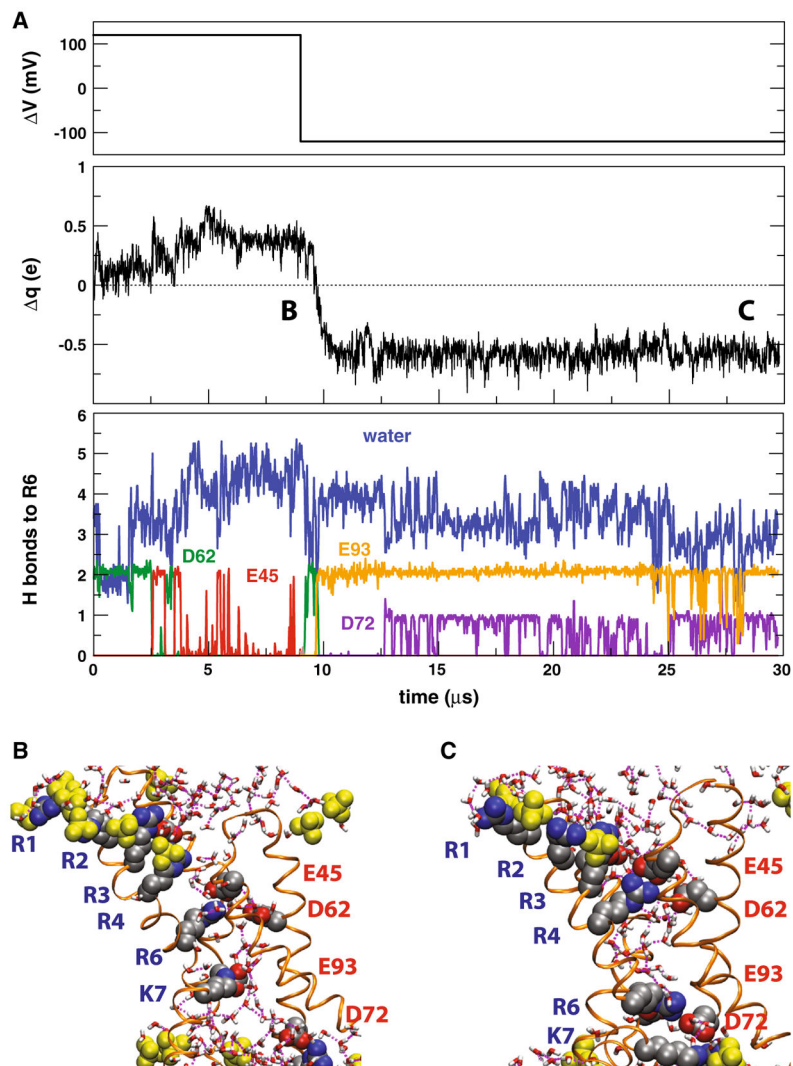 A
ΔV (mV)
100
0
-100
Δq (e)
1
0.5
0
-0.5
B
C
H bonds to R6
6
5
4
3
2
1
0
water
D62
E45
E93
D72
0
5
10
15
20
25
30
time (μs)
B
R1
R2
R3
R4
R6
K7
E45
D62
E93
D72
C
R1
R2
R3
R4
R6
K7
E45
D62
E93
D72